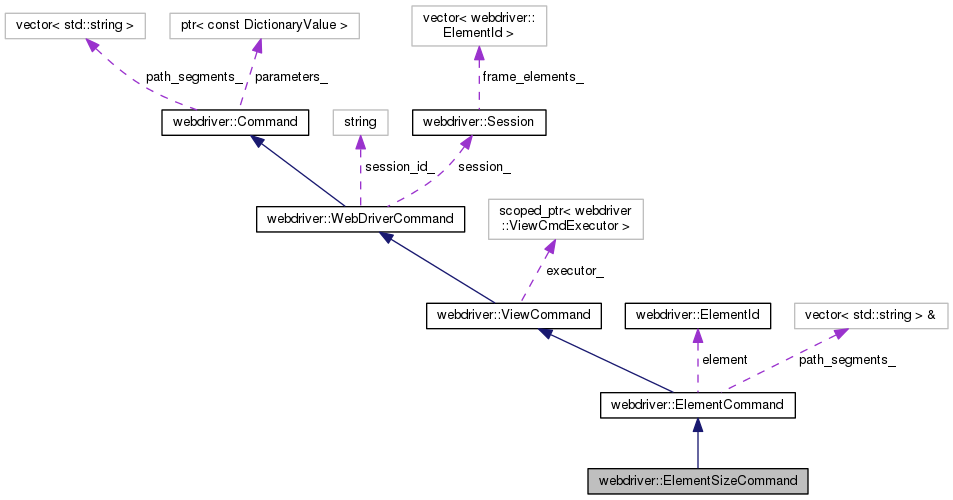 vector< std::string >
ptr< const DictionaryValue >
vector< webdriver::
ElementId >
path_segments_
parameters_
frame_elements_
webdriver::Command
string
webdriver::Session
session_id_
session_
webdriver::WebDriverCommand
scoped_ptr< webdriver
::ViewCmdExecutor >
executor_
webdriver::ViewCommand
webdriver::ElementId
vector< std::string > &
element
path_segments_
webdriver::ElementCommand
webdriver::ElementSizeCommand